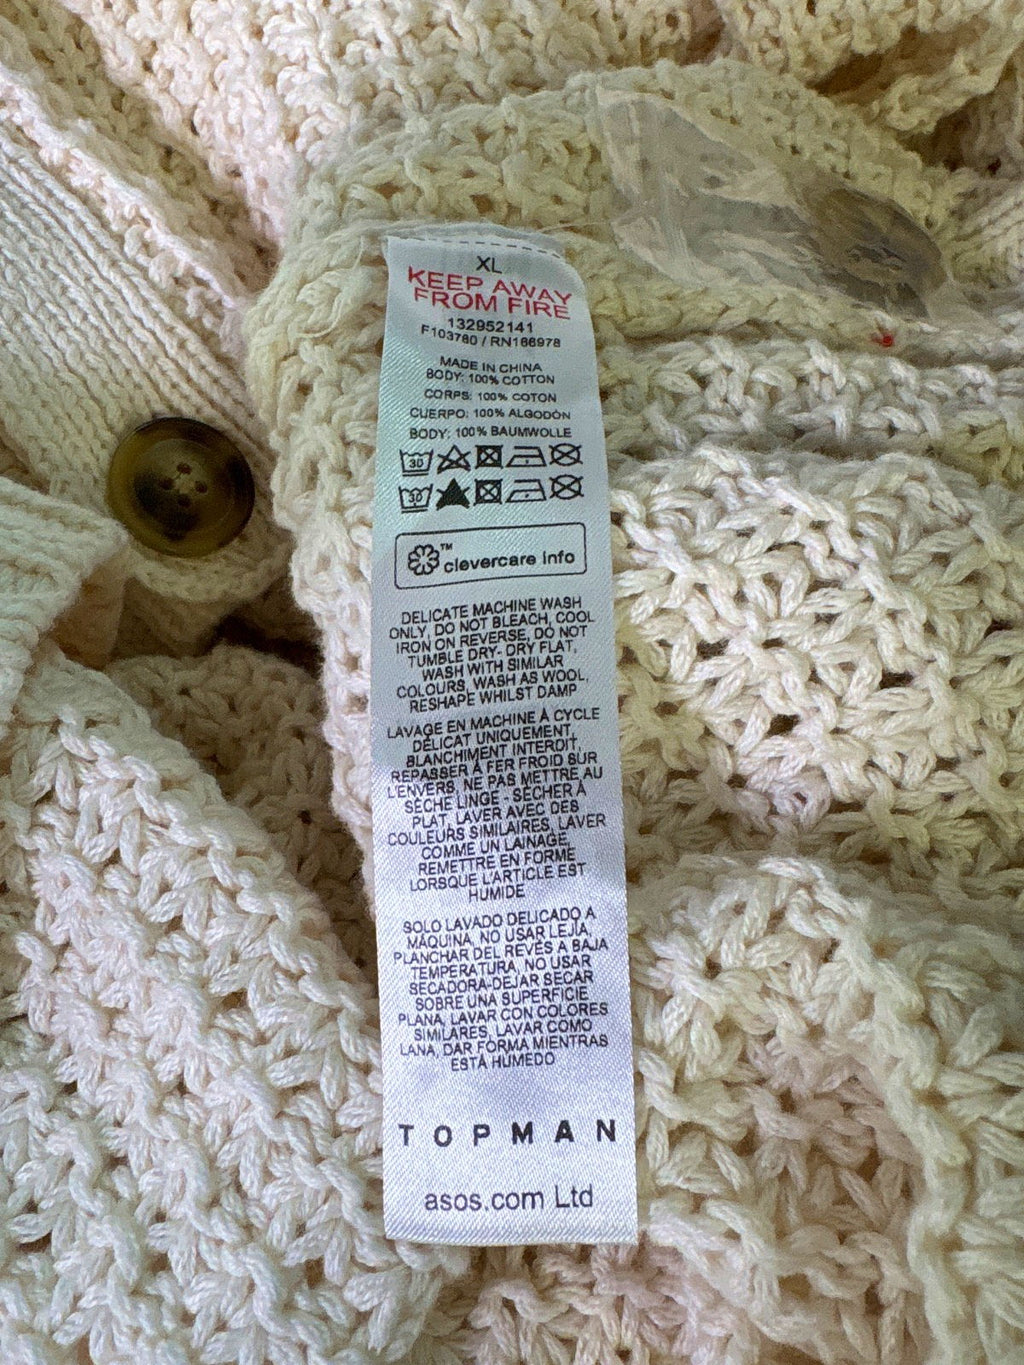 XL
KEEP AWAY
FROM FIRE
132952141
F103780 / RN166978
MADE IN CHINA
BODY: 100% COTTON
CORPS: 100% COTON
CUERPO: 100% ALGODÓN
BODY: 100% BAUMWOLLE
30
30
clevercare info™
DELICATE MACHINE WASH
ONLY, DO NOT BLEACH, COOL
IRON ON REVERSE, DO NOT
TUMBLE DRY- DRY FLAT,
WASH WITH SIMILAR
COLOURS, WASH AS WOOL,
RESHAPE WHILST DAMP
LAVAGE EN MACHINE À CYCLE
DÉLICAT UNIQUEMENT,
BLANCHIMENT INTERDIT,
REPASSER À FER FROID SUR
L'ENVERS, NE PAS METTRE AU
SÈCHE LINGE - SÉCHER À
PLAT, LAVER AVEC DES
COULEURS SIMILAIRES, LAVER
COMME UN LAINAGE,
REMETTRE EN FORME
LORSQUE L'ARTICLE EST
HUMIDE
SOLO LAVADO DELICADO A
MÁQUINA, NO USAR LEJÍA,
PLANCHAR DEL REVÉS A BAJA
TEMPERATURA, NO USAR
SECADORA-DEJAR SECAR
SOBRE UNA SUPERFICIE
PLANA, LAVAR CON COLORES
SIMILARES, LAVAR COMO
LANA, DAR FORMA MIENTRAS
ESTÁ HÚMEDO
TOPMAN
asos.com Ltd